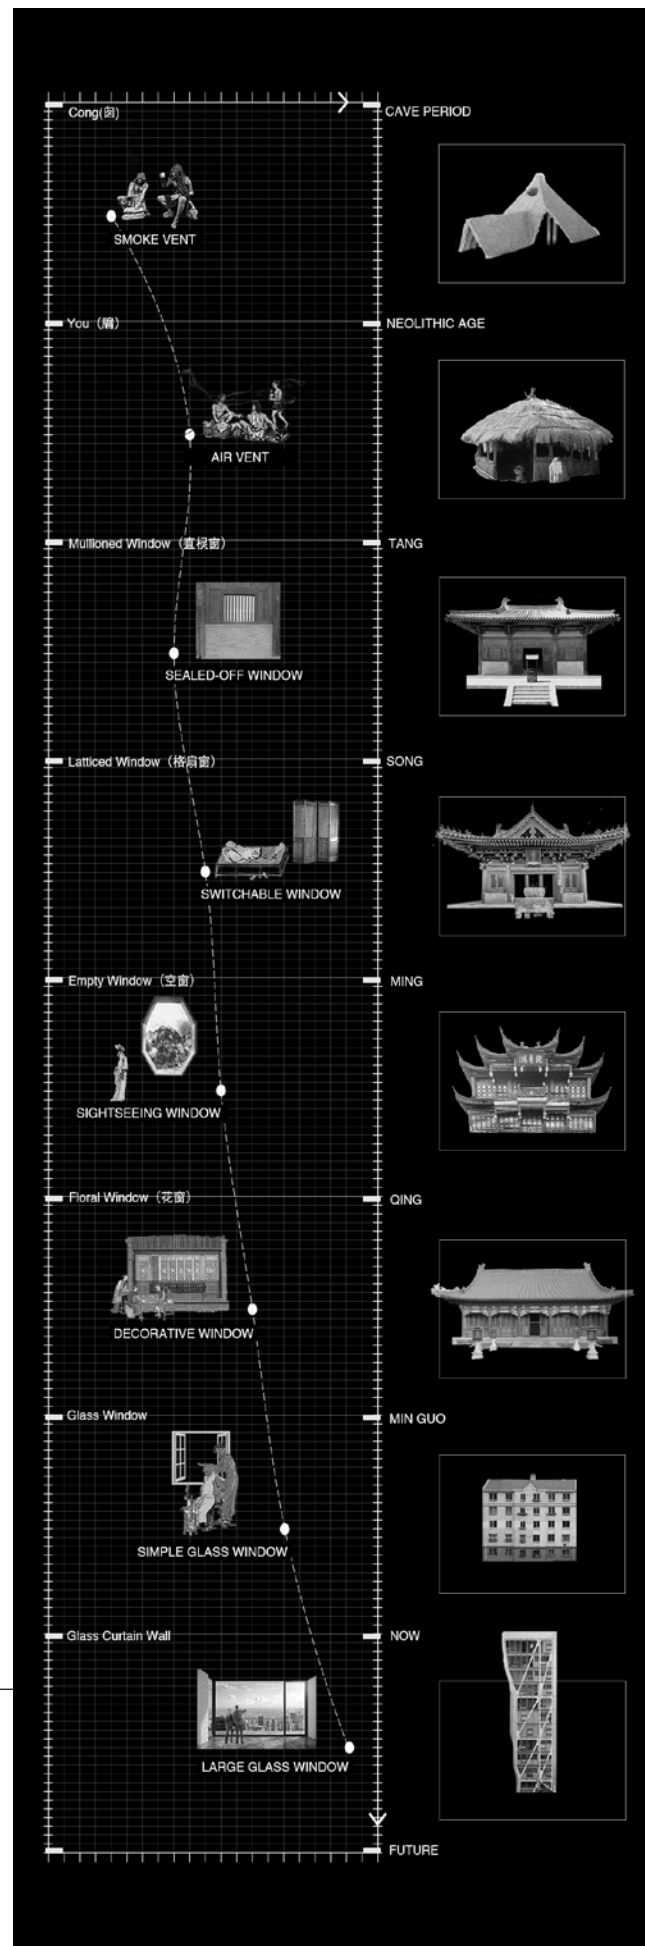 Cong(囱)
CAVE PERIOD
SMOKE VENT
You（牖）
NEOLITHIC AGE
AIR VENT
Mullioned Window（直棂窗）
TANG
SEALED-OFF WINDOW
Latticed Window（格扇窗）
SONG
SWITCHABLE WINDOW
Empty Window（空窗）
MING
SIGHTSEEING WINDOW
Floral Window（花窗）
QING
DECORATIVE WINDOW
Glass Window
MIN GUO
SIMPLE GLASS WINDOW
Glass Curtain Wall
NOW
LARGE GLASS WINDOW
FUTURE